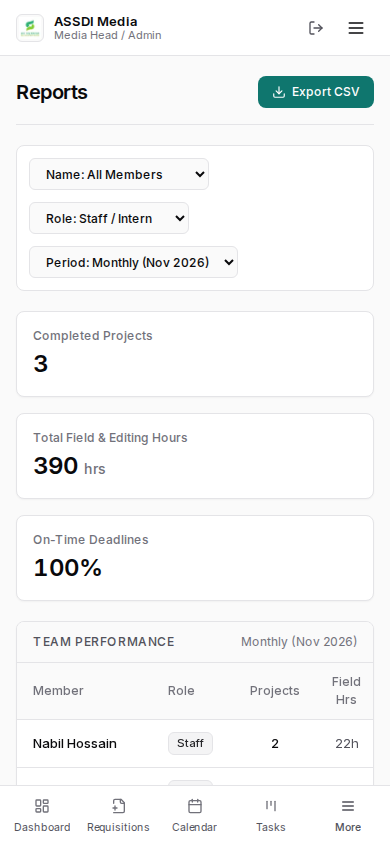 ASSDI Media
Media Head / Admin
Reports
Export CSV
Name: All Members
Role: Staff / Intern
Period: Monthly (Nov 2026)
Completed Projects
3
Total Field & Editing Hours
390 hrs
On-Time Deadlines
100%
TEAM PERFORMANCE Monthly (Nov 2026)
Member Role Projects Field Hrs
Nabil Hossain Staff 2 22h
Dashboard Requisitions Calendar Tasks More